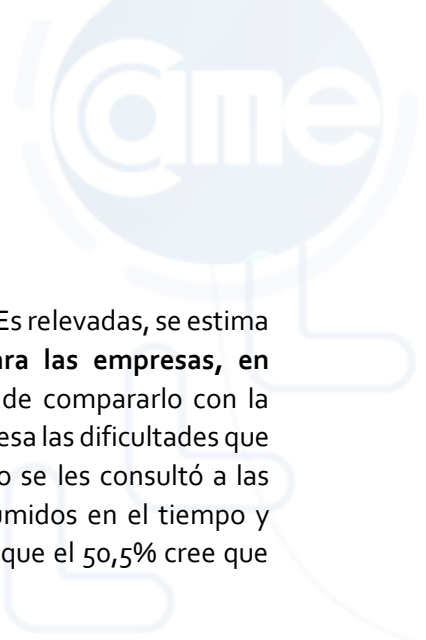 Came
Es relevadas, se estima
ara las empresas, en
de compararlo con la
esa las dificultades que
o se les consultó a las
umidos en el tiempo y
que el 50,5% cree que